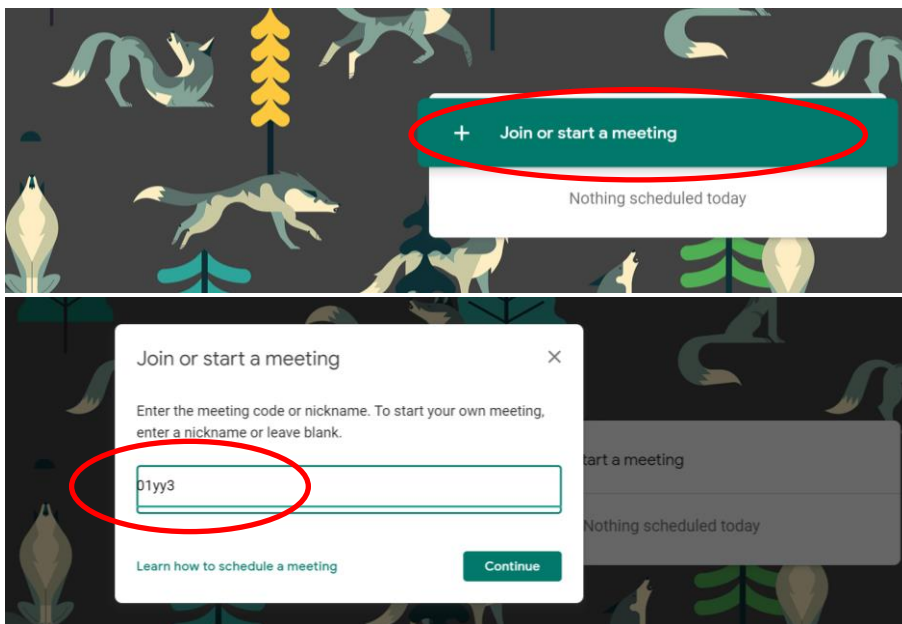 + Join or start a meeting
Nothing scheduled today
Join or start a meeting
Enter the meeting code or nickname. To start your own meeting,
enter a nickname or leave blank.
01yy3
Learn how to schedule a meeting
Continue
tart a meeting
Nothing scheduled today